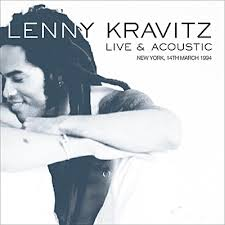 LENNY KRAVITZ
LIVE & ACOUSTIC
NEW YORK, 14TH MARCH 1994